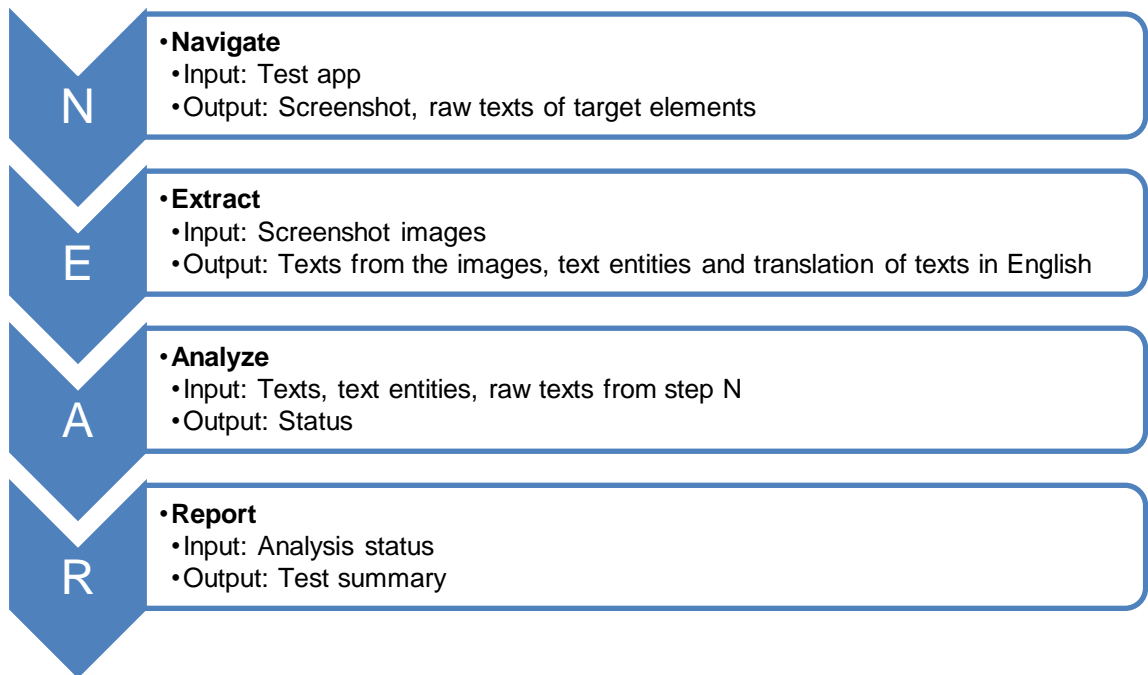 N
•Navigate
•Input: Test app
•Output: Screenshot, raw texts of target elements
E
•Extract
•Input: Screenshot images
•Output: Texts from the images, text entities and translation of texts in English
A
•Analyze
•Input: Texts, text entities, raw texts from step N
•Output: Status
R
•Report
•Input: Analysis status
•Output: Test summary